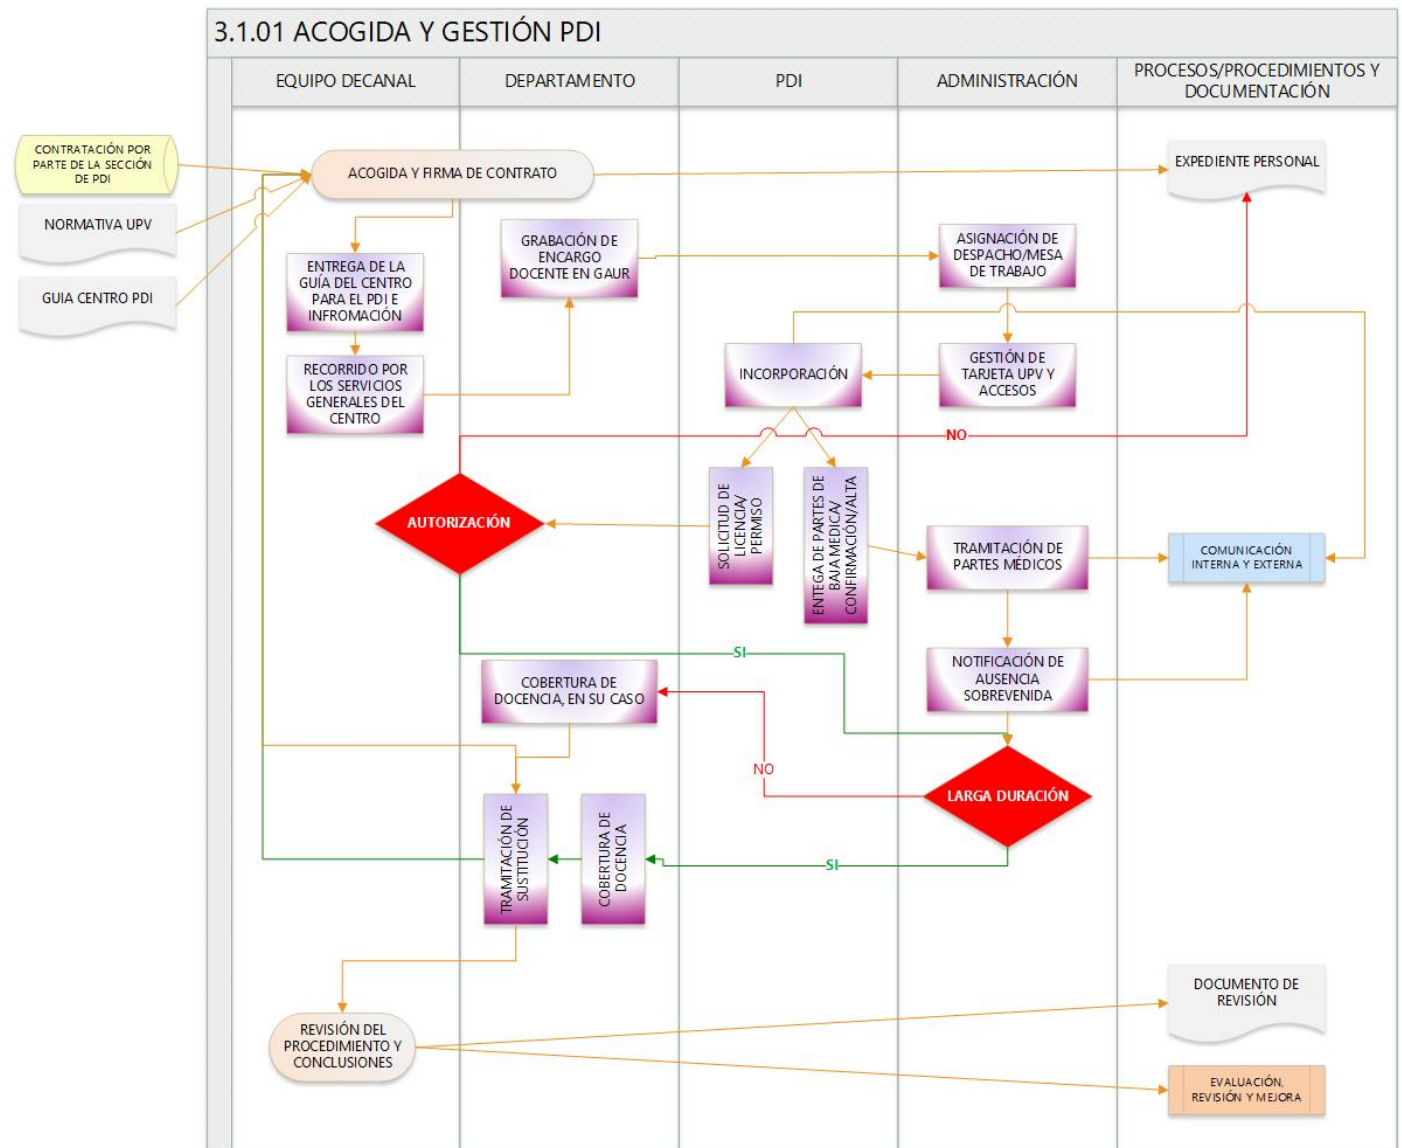 3.1.01 ACOGIDA Y GESTIÓN PDI
EQUIPO DECANAL
DEPARTAMENTO
PDI
ADMINISTRACIÓN
PROCESOS/PROCEDIMIENTOS Y
DOCUMENTACIÓN
CONTRATACIÓN POR
PARTE DE LA SECCIÓN
DE PDI
NORMATIVA UPV
GUIA CENTRO PDI
ACOGIDA Y FIRMA DE CONTRATO
EXPEDIENTE PERSONAL
ENTREGA DE LA
GUÍA DEL CENTRO
PARA EL PDI E
INFROMACIÓN
GRABACIÓN DE
ENCARGO
DOCENTE EN GAUR
ASIGNACIÓN DE
DESPACHO/MESA
DE TRABAJO
RECORRIDO POR
LOS SERVICIOS
GENERALES DEL
CENTRO
INCORPORACIÓN
GESTIÓN DE
TARJETA UPV Y
ACCESOS
NO
AUTORIZACIÓN
SOLICITUD DE
LICENCIA/
PERMISO
ENTEGA DE PARTES DE
BAJA MEDICA/
CONFIRMACIÓN/ALTA
TRAMITACIÓN DE
PARTES MÉDICOS
COMUNICACIÓN
INTERNA Y EXTERNA
SI
NOTIFICACIÓN DE
AUSENCIA
SOBREVENIDA
COBERTURA DE
DOCENCIA, EN SU CASO
NO
LARGA DURACIÓN
TRAMITACIÓN DE
SUSTITUCIÓN
COBERTURA DE
DOCENCIA
SI
REVISIÓN DEL
PROCEDIMIENTO Y
CONCLUSIONES
DOCUMENTO DE
REVISIÓN
EVALUACIÓN,
REVISIÓN Y MEJORA